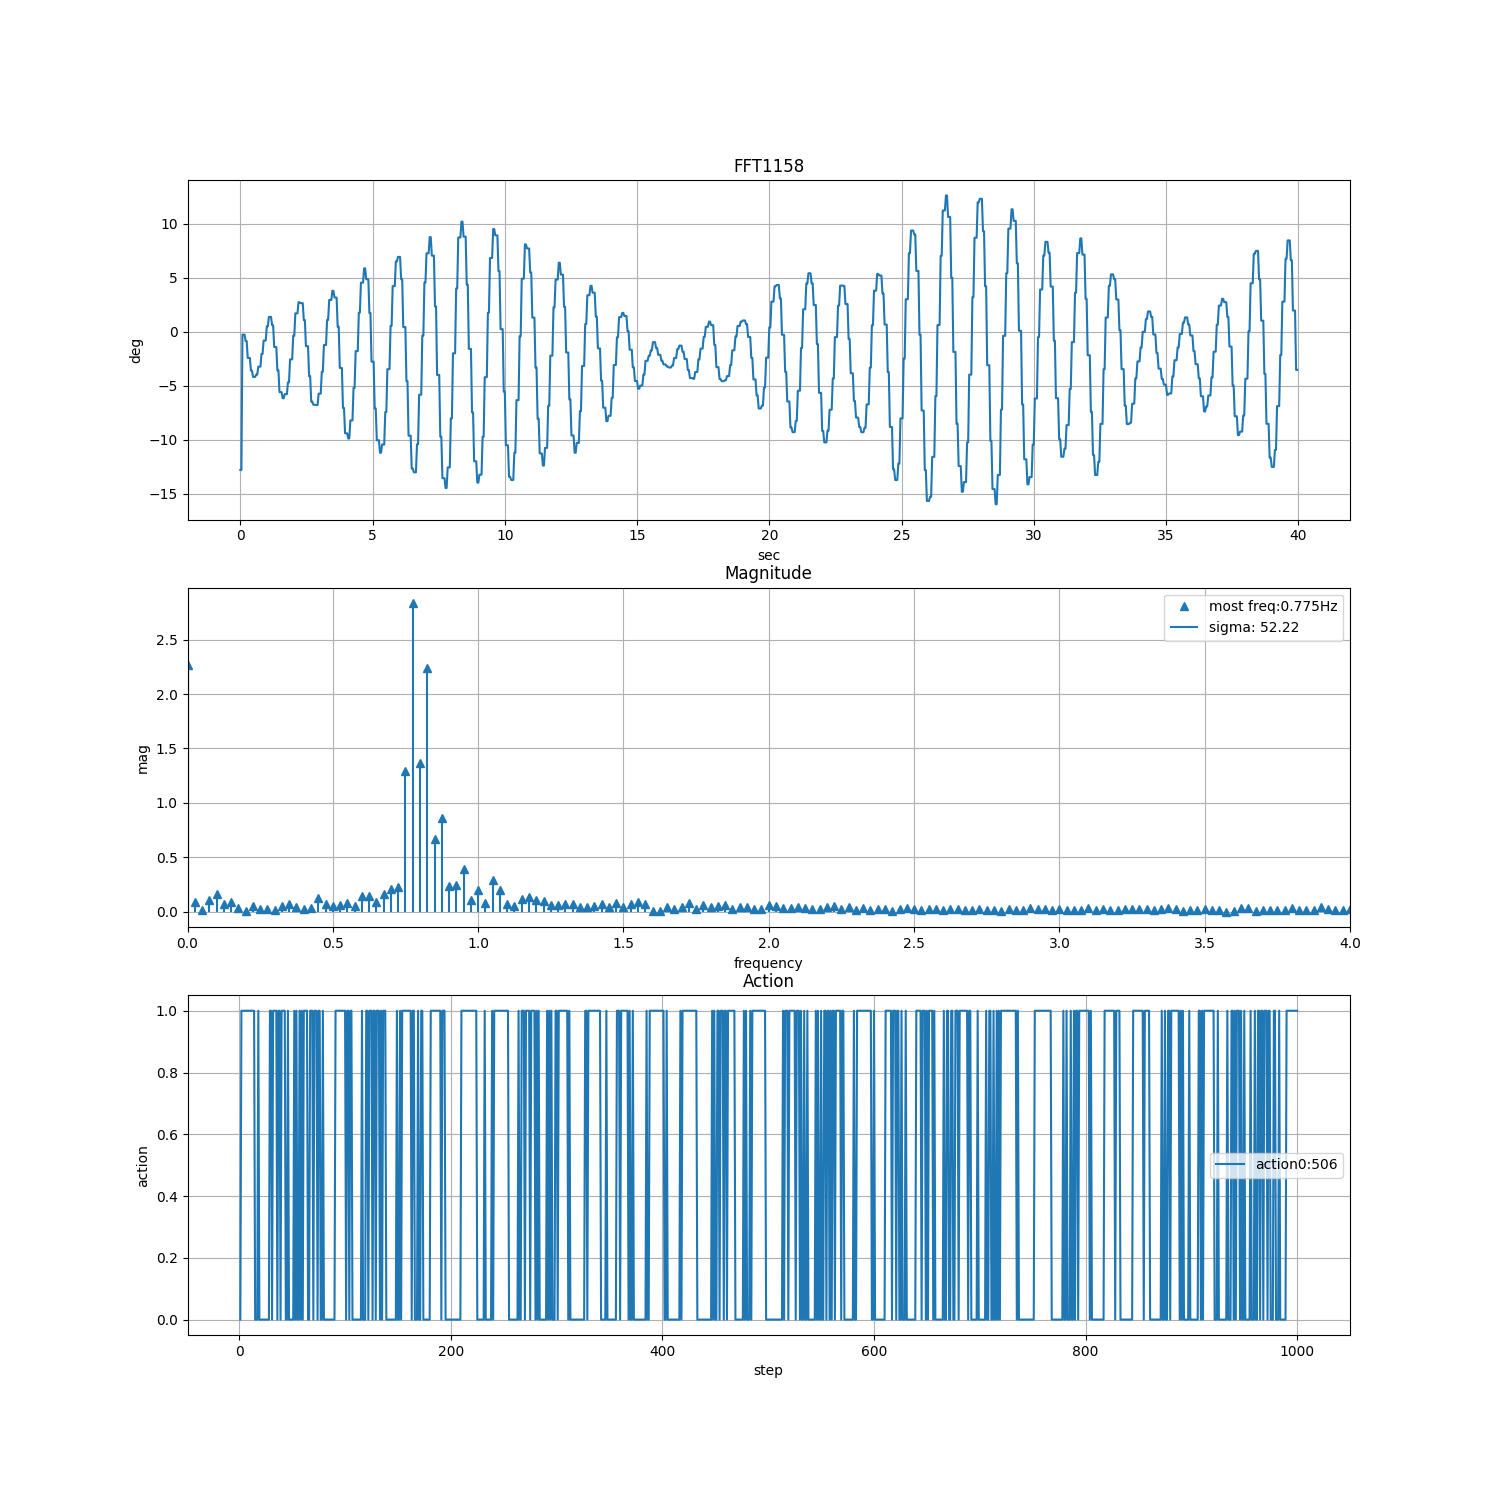 FFT1158
10
5
0
−5
−10
−15
deg
0 5 10 15 20 25 30 35 40
sec
Magnitude
most freq:0.775Hz
sigma: 52.22
2.5
2.0
1.5
1.0
0.5
0.0
mag
0.0 0.5 1.0 1.5 2.0 2.5 3.0 3.5 4.0
frequency
Action
1.0
0.8
0.6
0.4
0.2
0.0
action
action0:506
0 200 400 600 800 1000
step